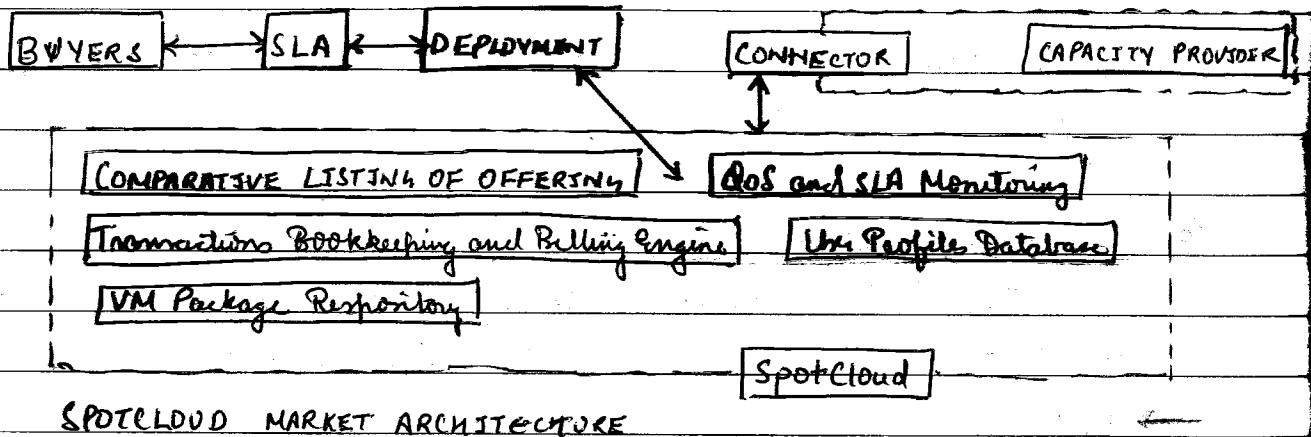 BUYERS SLA DEPLOYMENT CONNECTOR CAPACITY PROVIDER
COMPARATIVE LISTING OF OFFERING QoS and SLA Monitoring
Transactions Bookkeeping and Billing Engine User Profiles Database
VM Package Respository
SpotCloud
SPOTCLOUD MARKET ARCHITECTURE